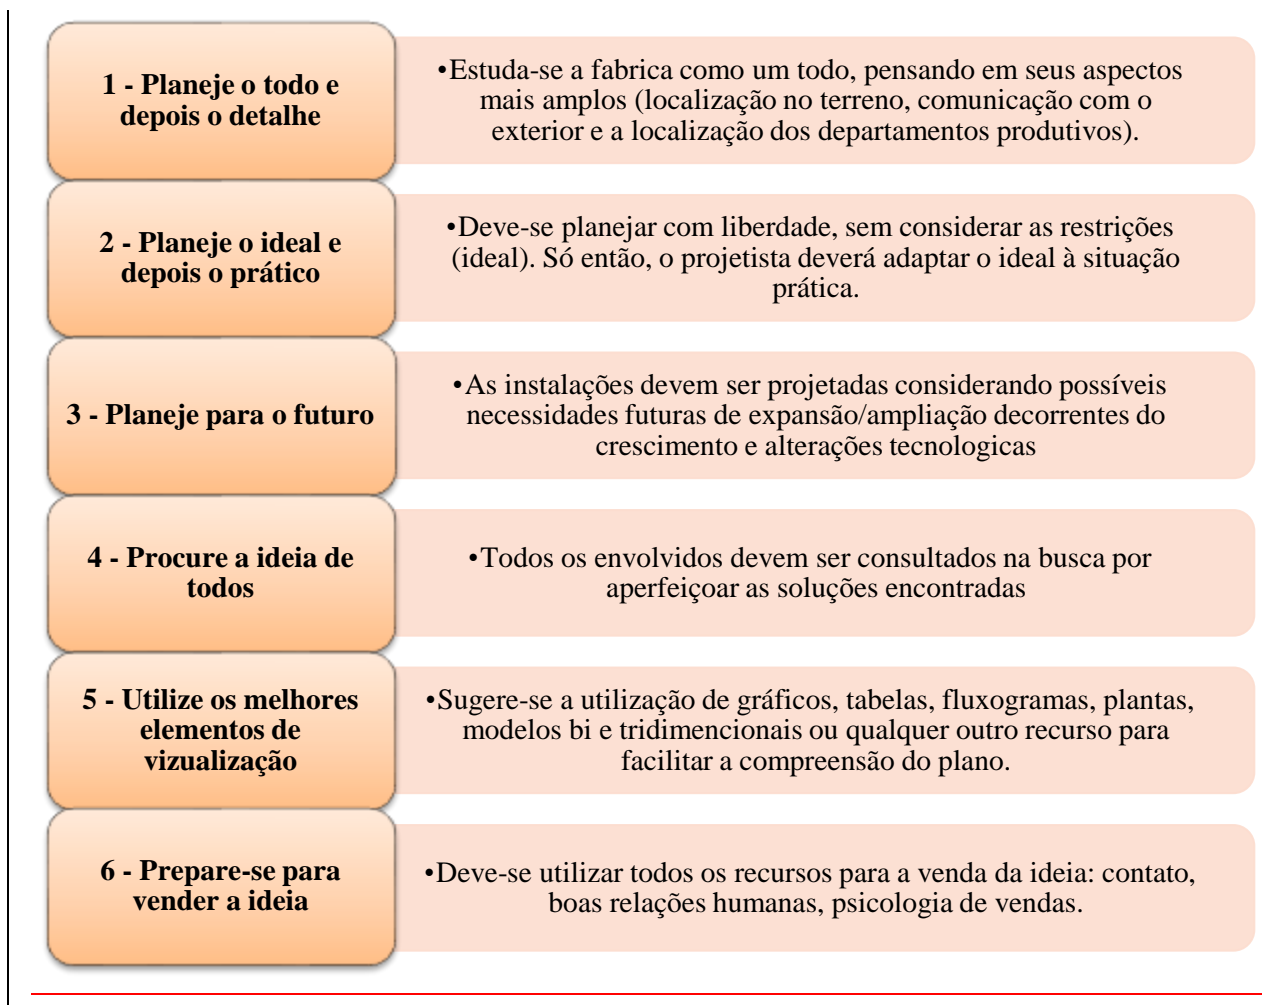 1 - Planeje o todo e
depois o detalhe
•Estuda-se a fabrica como um todo, pensando em seus aspectos
mais amplos (localização no terreno, comunicação com o
exterior e a localização dos departamentos produtivos).
2 - Planeje o ideal e
depois o prático
•Deve-se planejar com liberdade, sem considerar as restrições
(ideal). Só então, o projetista deverá adaptar o ideal à situação
prática.
3 - Planeje para o futuro
•As instalações devem ser projetadas considerando possíveis
necessidades futuras de expansão/ampliação decorrentes do
crescimento e alterações tecnologicas
4 - Procure a ideia de
todos
•Todos os envolvidos devem ser consultados na busca por
aperfeiçoar as soluções encontradas
5 - Utilize os melhores
elementos de
vizualização
•Sugere-se a utilização de gráficos, tabelas, fluxogramas, plantas,
modelos bi e tridimencionais ou qualquer outro recurso para
facilitar a compreensão do plano.
6 - Prepare-se para
vender a ideia
•Deve-se utilizar todos os recursos para a venda da ideia: contato,
boas relações humanas, psicologia de vendas.